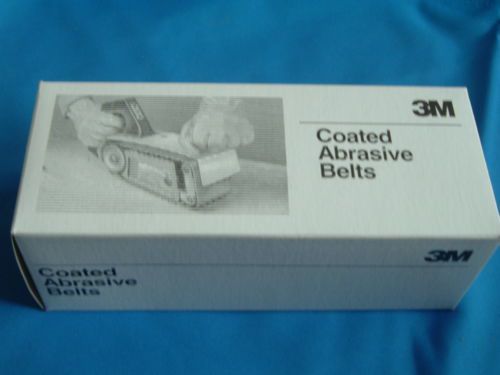 3M
Coated
Abrasive
Belts
3M
Coated
Abrasive
Belts